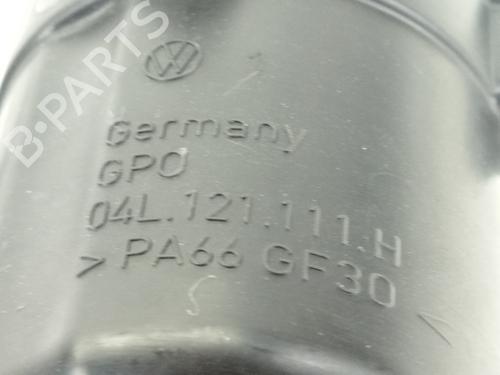 B-PARTS
VW
Germany
GPO
04L.121.111.H
> PA66 GF30 <